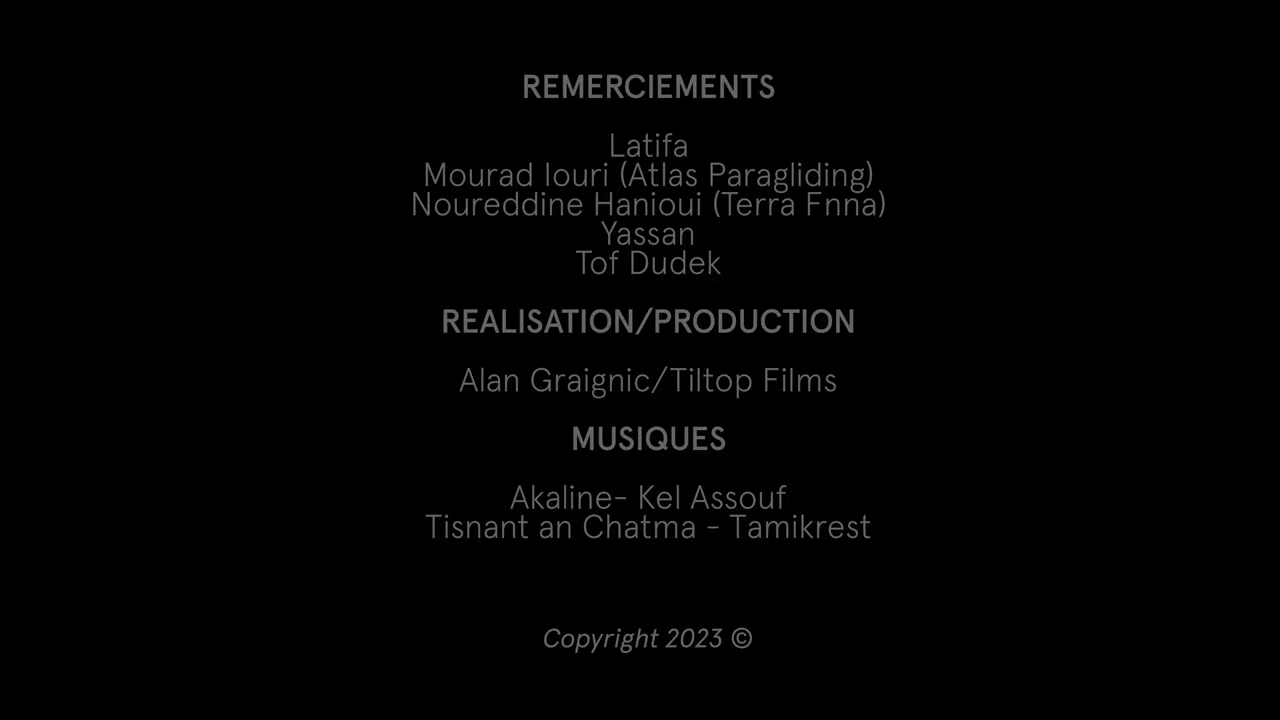 REMERCIEMENTS
Latifa
Mourad Iouri (Atlas Paragliding)
Noureddine Hanioui (Terra Fnna)
Yassan
Tof Dudek
REALISATION/PRODUCTION
Alan Graignic/Tiltop Films
MUSIQUES
Akaline- Kel Assouf
Tisnant an Chatma - Tamikrest
Copyright 2023 ©